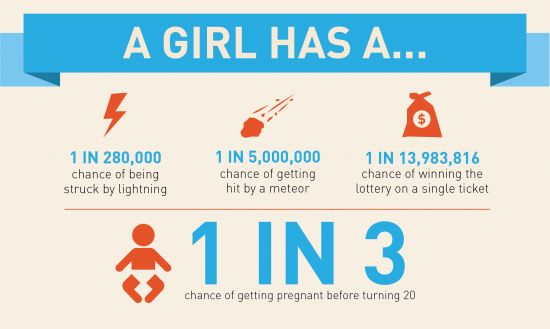 A GIRL HAS A...
1 IN 280,000
chance of being
struck by lightning
1 IN 5,000,000
chance of getting
hit by a meteor
1 IN 13,983,816
chance of winning the
lottery on a single ticket
$
1 IN 3
chance of getting pregnant before turning 20